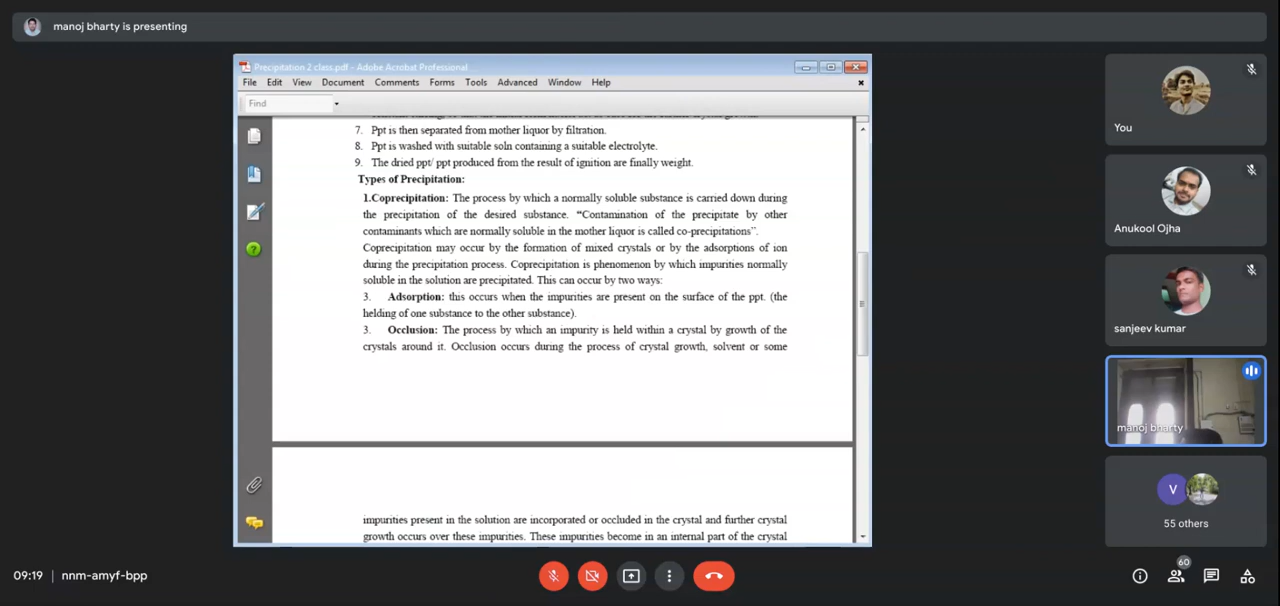 manoj bharty is presenting
Precipitation 2 class.pdf - Adobe Acrobat Professional
File Edit View Document Comments Forms Tools Advanced Window Help
Find
7. Ppt is then separated from mother liquor by filtration.
8. Ppt is washed with suitable soln containing a suitable electrolyte.
9. The dried ppt/ ppt produced from the result of ignition are finally weight.
Types of Precipitation:
1.Coprecipitation: The process by which a normally soluble substance is carried down during
the precipitation of the desired substance. "Contamination of the precipitate by other
contaminants which are normally soluble in the mother liquor is called co-precipitations".
Coprecipitation may occur by the formation of mixed crystals or by the adsorptions of ion
during the precipitation process. Coprecipitation is phenomenon by which impurities normally
soluble in the solution are precipitated. This can occur by two ways:
3. Adsorption: this occurs when the impurities are present on the surface of the ppt. (the
helding of one substance to the other substance).
3. Occlusion: The process by which an impurity is held within a crystal by growth of the
crystals around it. Occlusion occurs during the process of crystal growth, solvent or some
impurities present in the solution are incorporated or occluded in the crystal and further crystal
growth occurs over these impurities. These impurities become in an internal part of the crystal
You
Anukool Ojha
sanjeev kumar
manoj bharty
V
55 others
09:19 | nnm-amyf-bpp
60